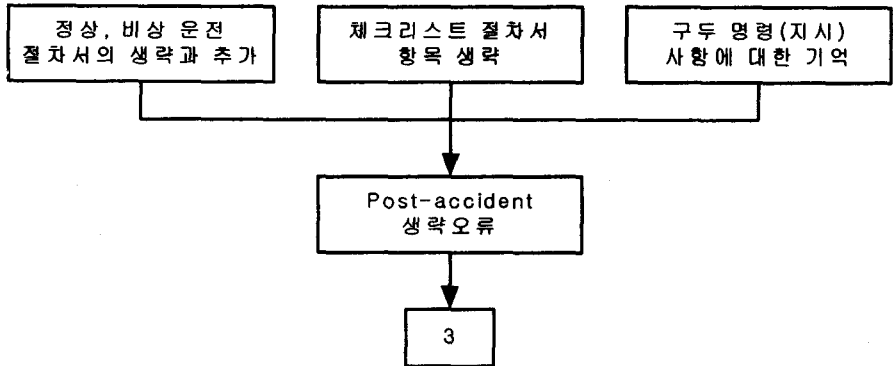 정상, 비상 운전
절차서의 생략과 추가
체크리스트 절차서
항목 생략
구두 명령(지시)
사항에 대한 기억
Post-accident
생략오류
3